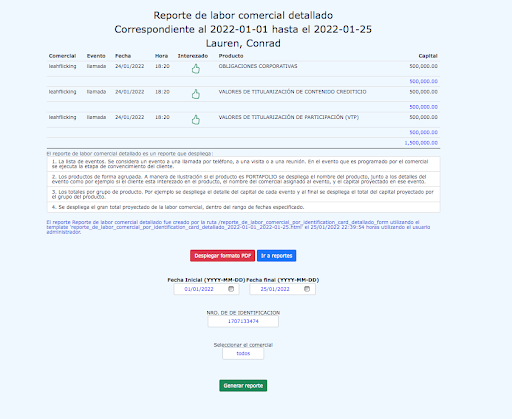 Reporte de labor comercial detallado
Correspondiente al 2022-01-01 hasta el 2022-01-25
Lauren, Conrad
Comercial Evento Fecha Hora Interezado Producto Capital
leahflicking llamada 24/01/2022 18:20 OBLIGACIONES CORPORATIVAS 500,000.00
500,000.00
leahflicking llamada 24/01/2022 18:20 VALORES DE TITULARIZACIÓN DE CONTENIDO CREDITICIO 500,000.00
500,000.00
leahflicking llamada 24/01/2022 18:20 VALORES DE TITULARIZACIÓN DE PARTICIPACIÓN (VTP) 500,000.00
500,000.00
1,500,000.00
El reporte de labor comercial detallado es un reporte que despliega:
1. La lista de eventos. Se considera un evento a una llamada por teléfono, a una visita o a una reunión. En el evento que es programado por el comercial
se ejecuta la etapa de convencimiento del cliente.
2. Los productos de forma agrupada. A manera de ilustración si el producto es PORTAFOLIO se despliega el nombre del producto, junto a los detalles del
evento como por ejemplo si el cliente esta interezado en el producto, el nombre del comercial asignado al evento, y el capital proyectado en ese evento.
3. Los totales por grupo de producto. Por ejemplo se despliega el detalle del capital de cada evento y al final se despliega el total del capital proyectado por
el grupo del producto.
4. Se despliega el gran total proyectado de la labor comercial, dentro del rango de fechas especificado.
El reporte Reporte de labor comercial detallado fue creado por la ruta /reporte_de_labor_comercial_por_identification_card_detallado_form utilizando el
template 'reporte_de_labor_comercial_por_identification_card_detallado_2022-01-01_2022-01-25.html' el 25/01/2022 22:39:54 horas utilizando el usuario
administrador.
Desplegar formato PDF Ir a reportes
Fecha Inicial (YYYY-MM-DD) Fecha final (YYYY-MM-DD)
01/01/2022 25/01/2022
NRO. DE DE IDENTIFICACION
1707133474
Seleccionar el comercial
todos
Generar reporte